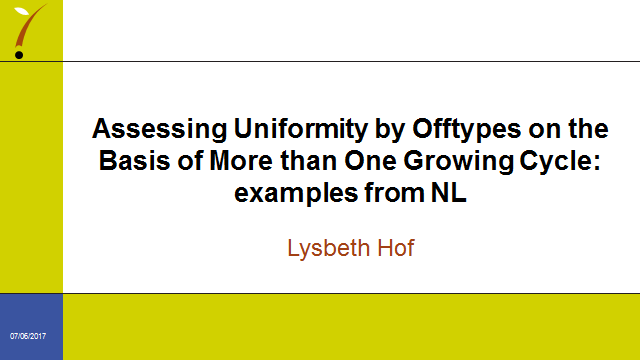 Assessing Uniformity by Offtypes on the
Basis of More than One Growing Cycle:
examples from NL
Lysbeth Hof
07/06/2017